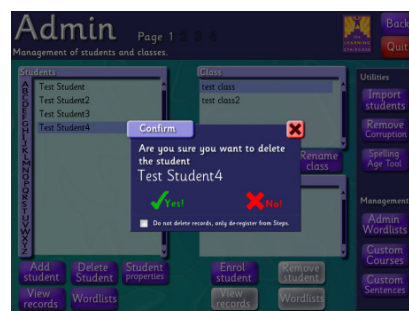 Admin Page 1 2 3 4
Management of students and classes.
THE LEARNING STAIRCASE
Back
Quit
Students
Test Student
Test Student2
Test Student3
Test Student4
A B C D E F G H I J K L M N O P Q R S T U V W X Y Z
Class
test class
test class2
Rename class
Confirm
Are you sure you want to delete
the student
Test Student4
Yes!
No!
Do not delete records, only de-register from Steps.
Utilities
Import students
Remove Corruption
Spelling Age Tool
Management
Admin Wordlists
Custom Courses
Custom Sentences
Add student
Delete Student
Student properties
View records
Wordlists
Enrol student
Remove student
View records
Wordlists